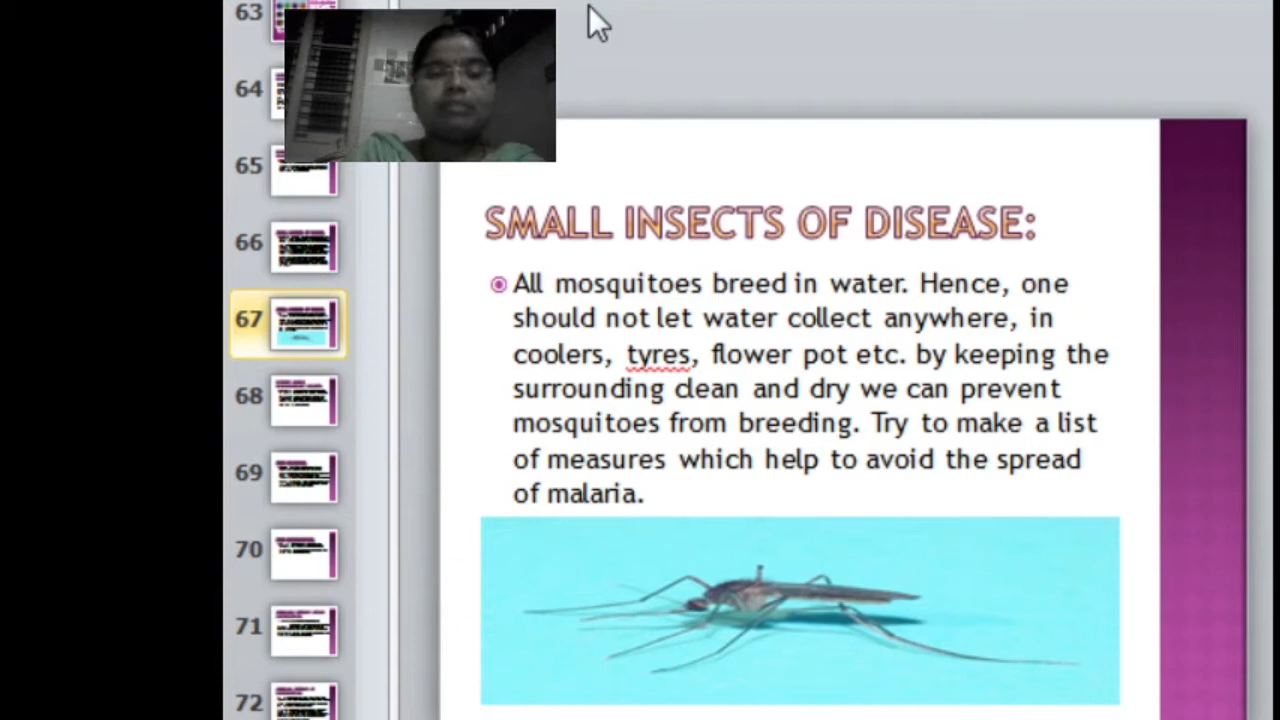 63
64
65
66
67
68
69
70
71
72
SMALL INSECTS OF DISEASE:
All mosquitoes breed in water. Hence, one
should not let water collect anywhere, in
coolers, tyres, flower pot etc. by keeping the
surrounding clean and dry we can prevent
mosquitoes from breeding. Try to make a list
of measures which help to avoid the spread
of malaria.